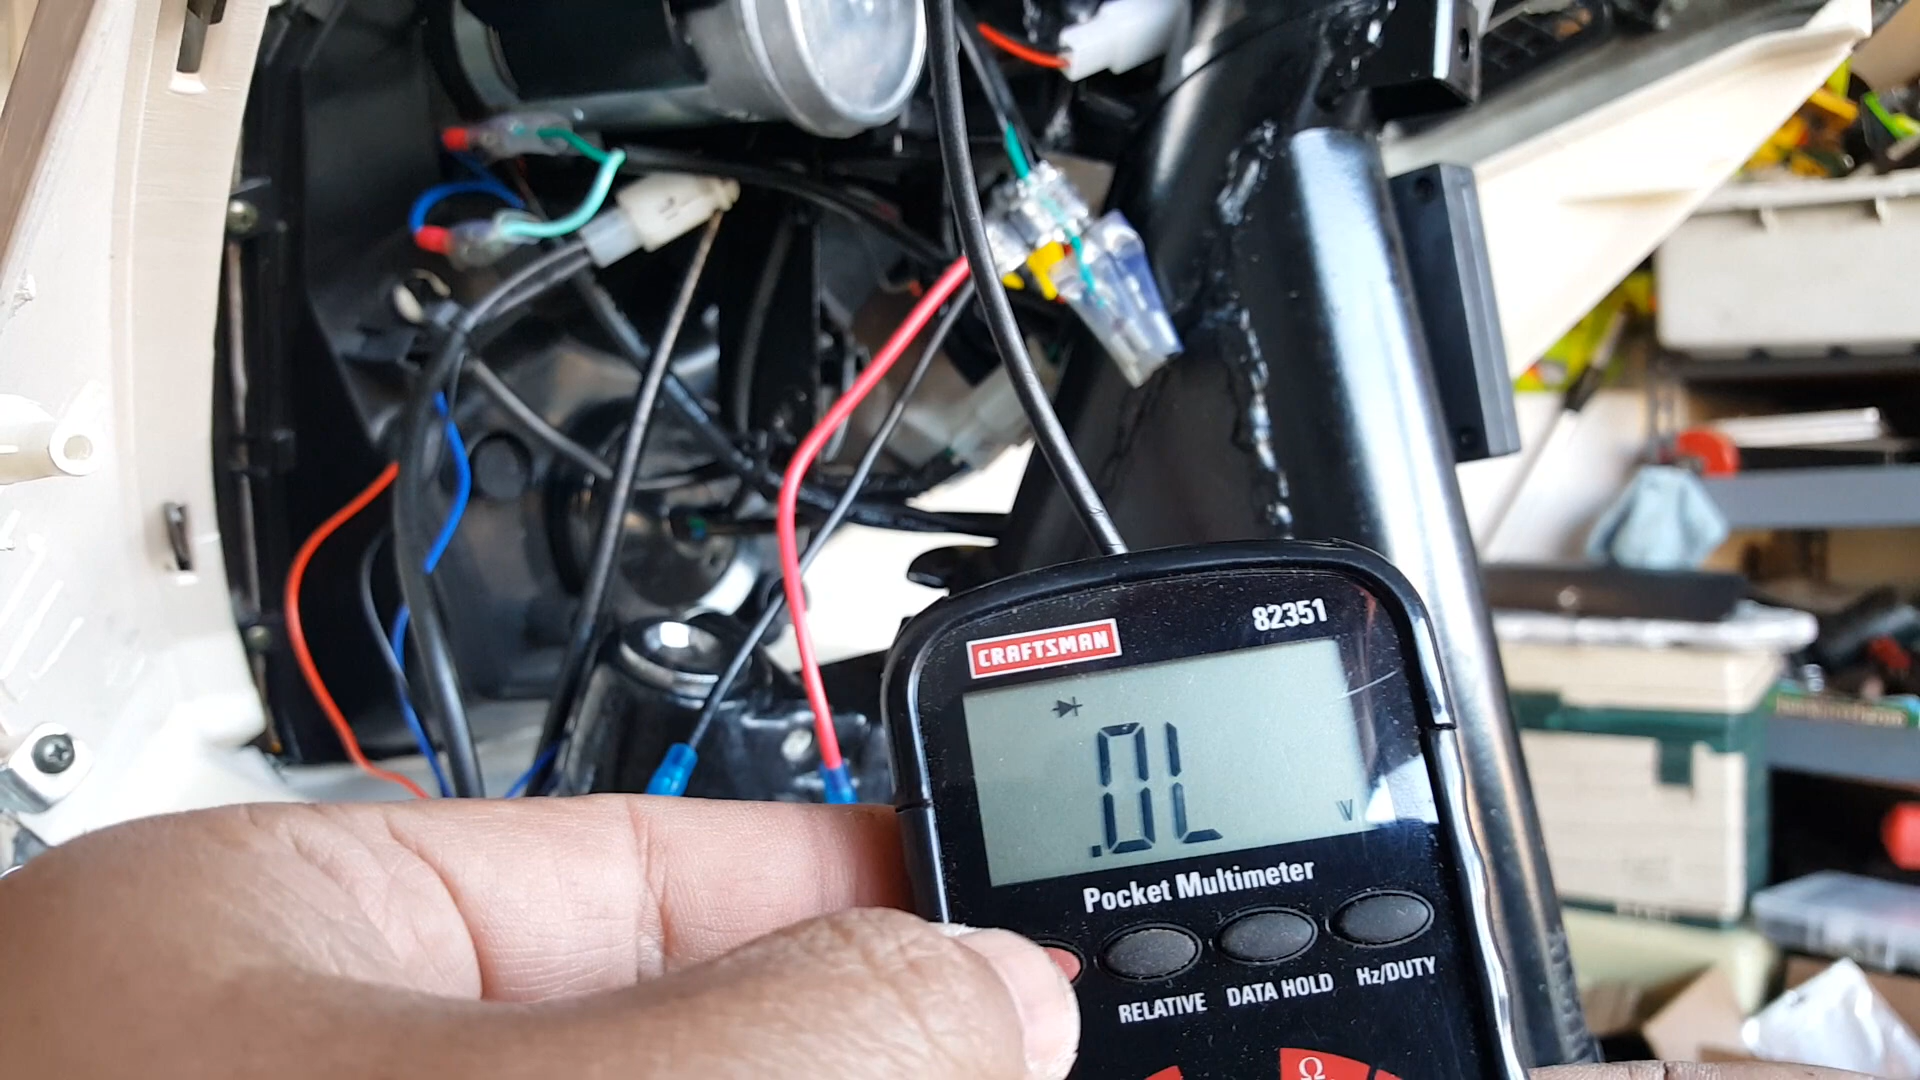 82351
CRAFTSMAN
.0L
V
Pocket Multimeter
RELATIVE DATA HOLD Hz/DUTY
Ω